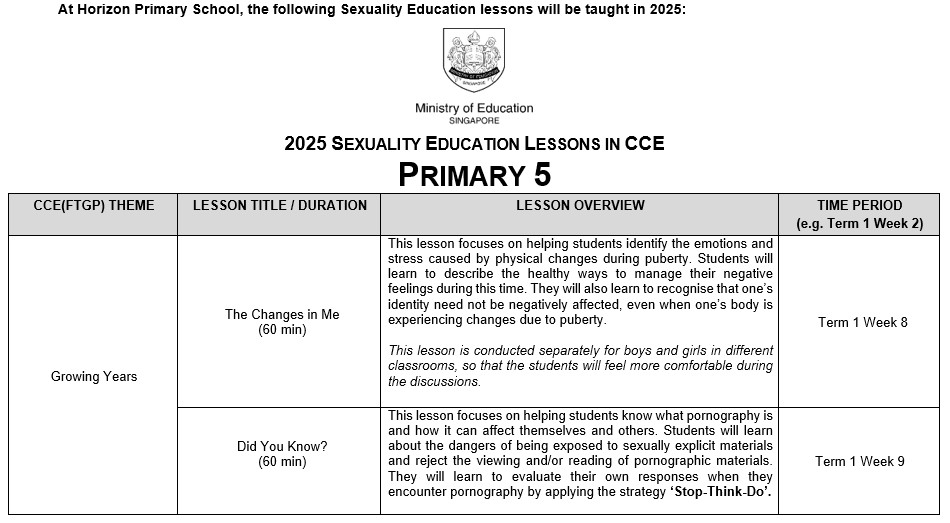 At Horizon Primary School, the following Sexuality Education lessons will be taught in 2025:
Ministry of Education
SINGAPORE
2025 SEXUALITY EDUCATION LESSONS IN CCE
PRIMARY 5
CCE(FTGP) THEME
LESSON TITLE / DURATION
LESSON OVERVIEW
TIME PERIOD
(e.g. Term 1 Week 2)
Growing Years
The Changes in Me
(60 min)
This lesson focuses on helping students identify the emotions and
stress caused by physical changes during puberty. Students will
learn to describe the healthy ways to manage their negative
feelings during this time. They will also learn to recognise that one's
identity need not be negatively affected, even when one's body is
experiencing changes due to puberty.
This lesson is conducted separately for boys and girls in different
classrooms, so that the students will feel more comfortable during
the discussions.
Term 1 Week 8
Did You Know?
(60 min)
This lesson focuses on helping students know what pornography is
and how it can affect themselves and others. Students will learn
about the dangers of being exposed to sexually explicit materials
and reject the viewing and/or reading of pornographic materials.
They will learn to evaluate their own responses when they
encounter pornography by applying the strategy 'Stop-Think-Do'.
Term 1 Week 9